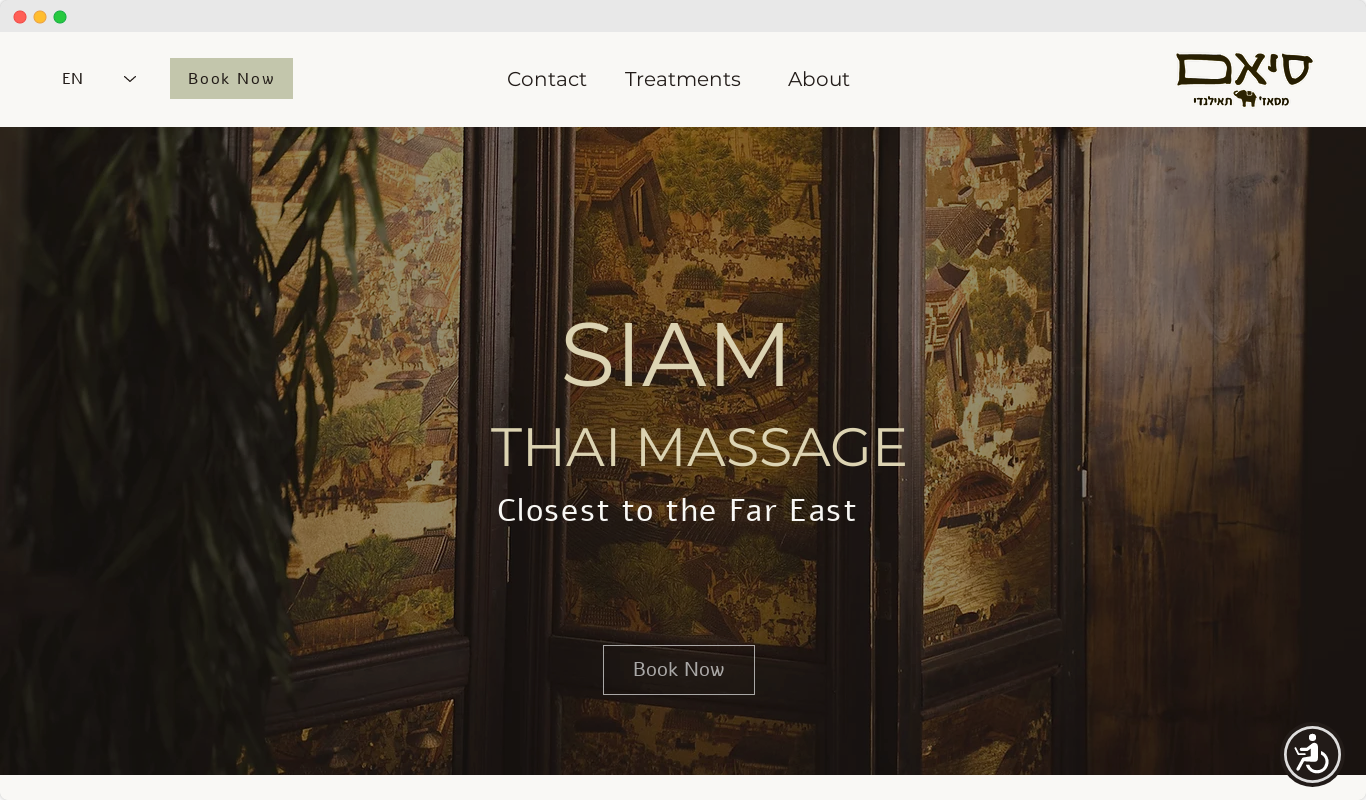 EN
Book Now
Contact
Treatments
About
סיאם
מסאז' תאילנדי
SIAM
THAI MASSAGE
Closest to the Far East
Book Now